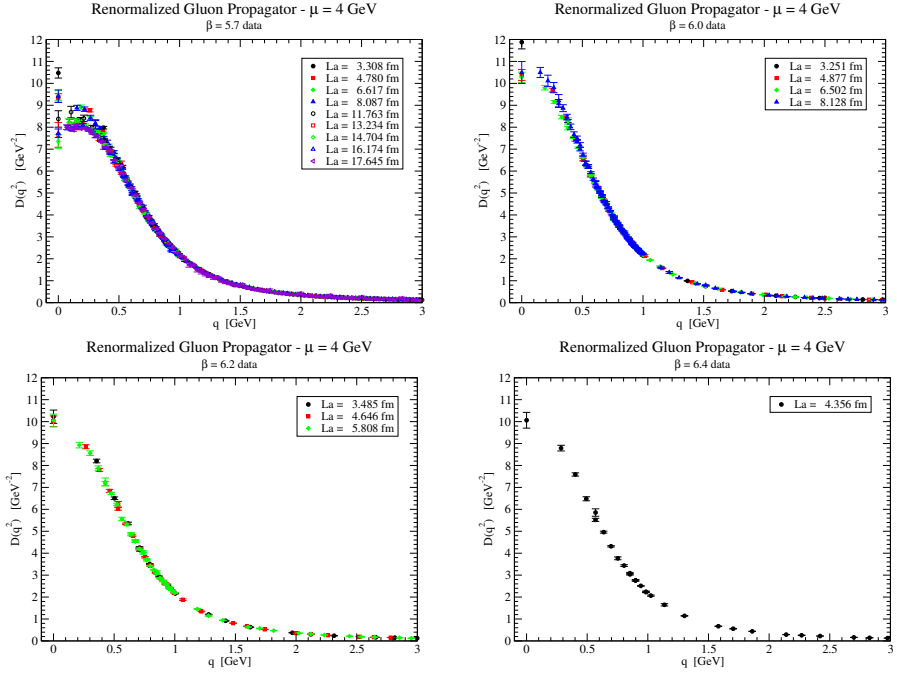 Renormalized Gluon Propagator - μ = 4 GeV
β = 5.7 data
12
11
10
9
8
7
6
5
4
3
2
1
0
D(q²) [GeV⁻²]
La = 3.308 fm
La = 4.780 fm
La = 6.617 fm
La = 8.087 fm
La = 11.763 fm
La = 13.234 fm
La = 14.704 fm
La = 16.174 fm
La = 17.645 fm
0 0.5 1 1.5 2 2.5 3
q [GeV]
Renormalized Gluon Propagator - μ = 4 GeV
β = 6.0 data
12
11
10
9
8
7
6
5
4
3
2
1
0
D(q²) [GeV⁻²]
La = 3.251 fm
La = 4.877 fm
La = 6.502 fm
La = 8.128 fm
0 0.5 1 1.5 2 2.5 3
q [GeV]
Renormalized Gluon Propagator - μ = 4 GeV
β = 6.2 data
12
11
10
9
8
7
6
5
4
3
2
1
0
D(q²) [GeV⁻²]
La = 3.485 fm
La = 4.646 fm
La = 5.808 fm
0 0.5 1 1.5 2 2.5 3
q [GeV]
Renormalized Gluon Propagator - μ = 4 GeV
β = 6.4 data
12
11
10
9
8
7
6
5
4
3
2
1
0
D(q²) [GeV⁻²]
La = 4.356 fm
0 0.5 1 1.5 2 2.5 3
q [GeV]